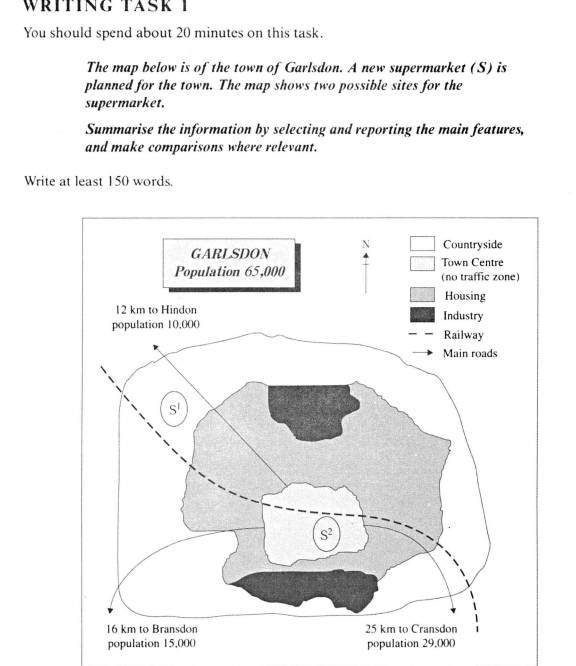 WRITING TASK 1
You should spend about 20 minutes on this task.
The map below is of the town of Garlsdon. A new supermarket (S) is
planned for the town. The map shows two possible sites for the
supermarket.
Summarise the information by selecting and reporting the main features,
and make comparisons where relevant.
Write at least 150 words.
GARLSDON
Population 65,000
N
Countryside
Town Centre
(no traffic zone)
Housing
Industry
Railway
Main roads
12 km to Hindon
population 10,000
S1
S2
16 km to Bransdon
population 15,000
25 km to Cransdon
population 29,000